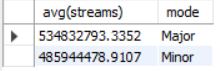 avg(streams) mode
534832793.3352 Major
485944478.9107 Minor